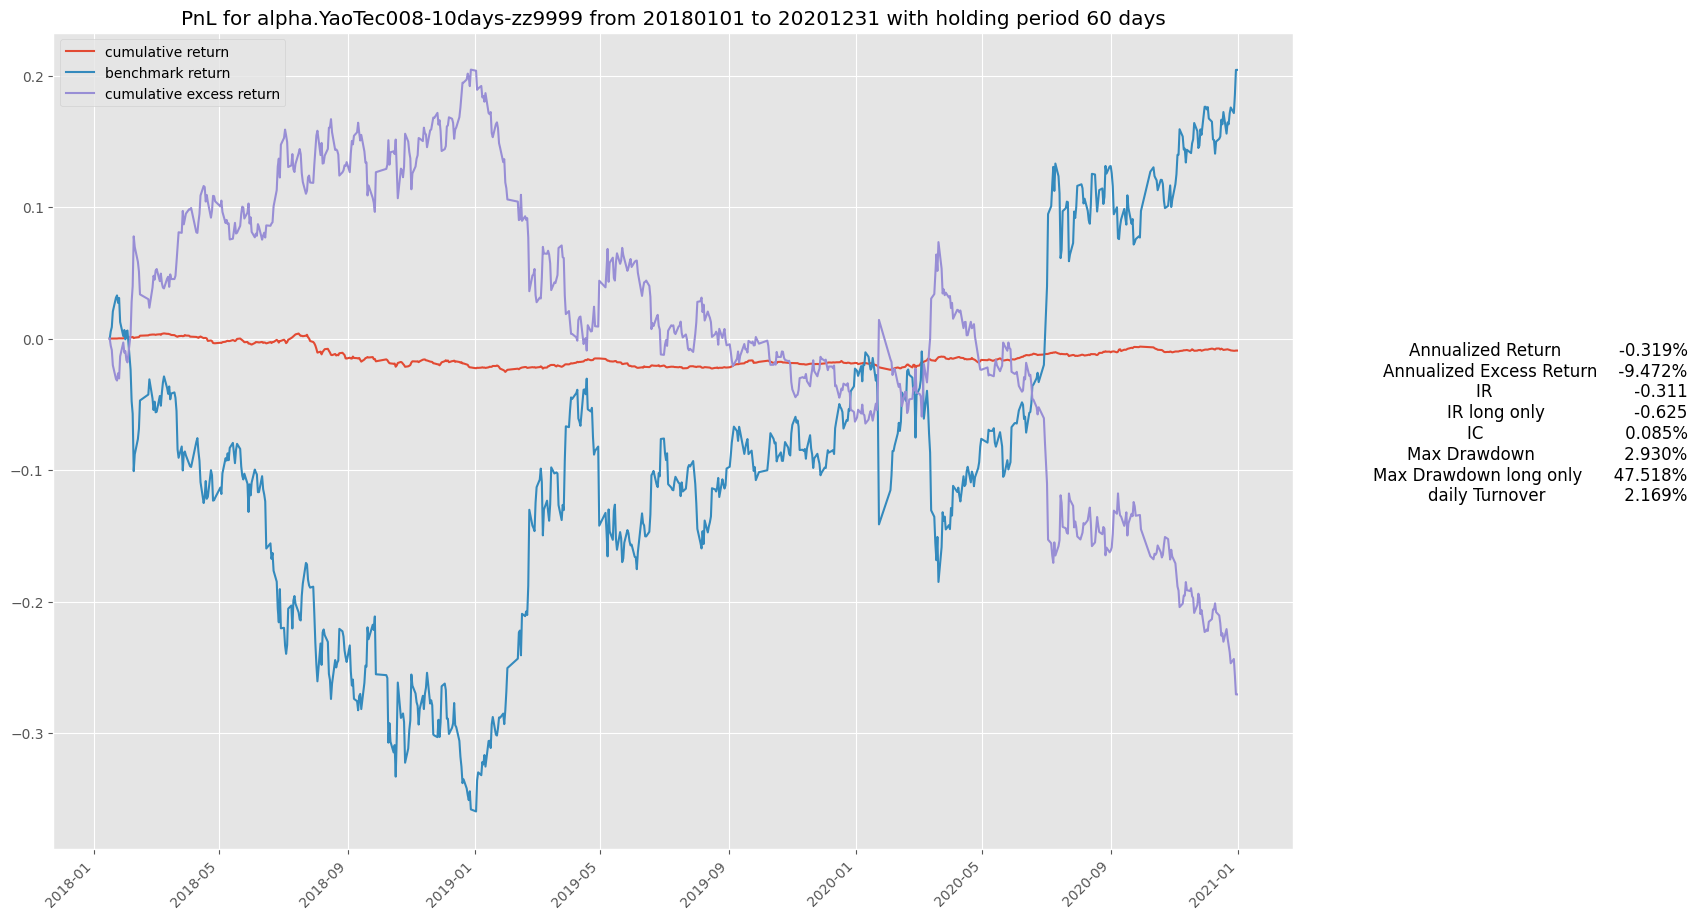 PnL for alpha.YaoTec008-10days-zz9999 from 20180101 to 20201231 with holding period 60 days
cumulative return
benchmark return
cumulative excess return
0.2
0.1
0.0
−0.1
−0.2
−0.3
2018-01
2018-05
2018-09
2019-01
2019-05
2019-09
2020-01
2020-05
2020-09
2021-01
Annualized Return -0.319%
Annualized Excess Return -9.472%
IR -0.311
IR long only -0.625
IC 0.085%
Max Drawdown 2.930%
Max Drawdown long only 47.518%
daily Turnover 2.169%